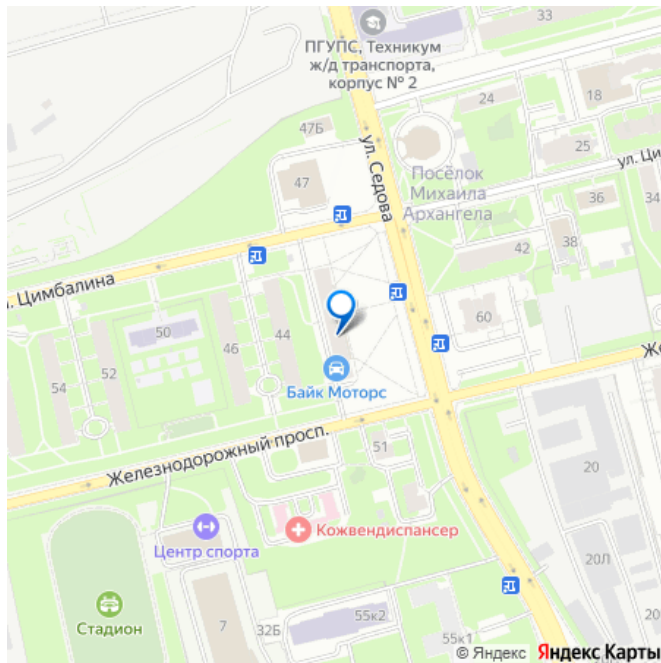 33
ПГУПС, Техникум
ж/д транспорта,
корпус № 2
24
18
47Б
ул. Седова
25
ул. Ци
Посёлок
Михаила
Архангела
47
36
34
42
38
. Цимбалина
60
50
44
46
52
54
Же
Байк Моторс
Железнодорожный просп.
51
20
Кожвендиспансер
Центр спорта
20Л
Стадион
7
32Б
55к2
55к1
© Яндекс Яндекс Карты